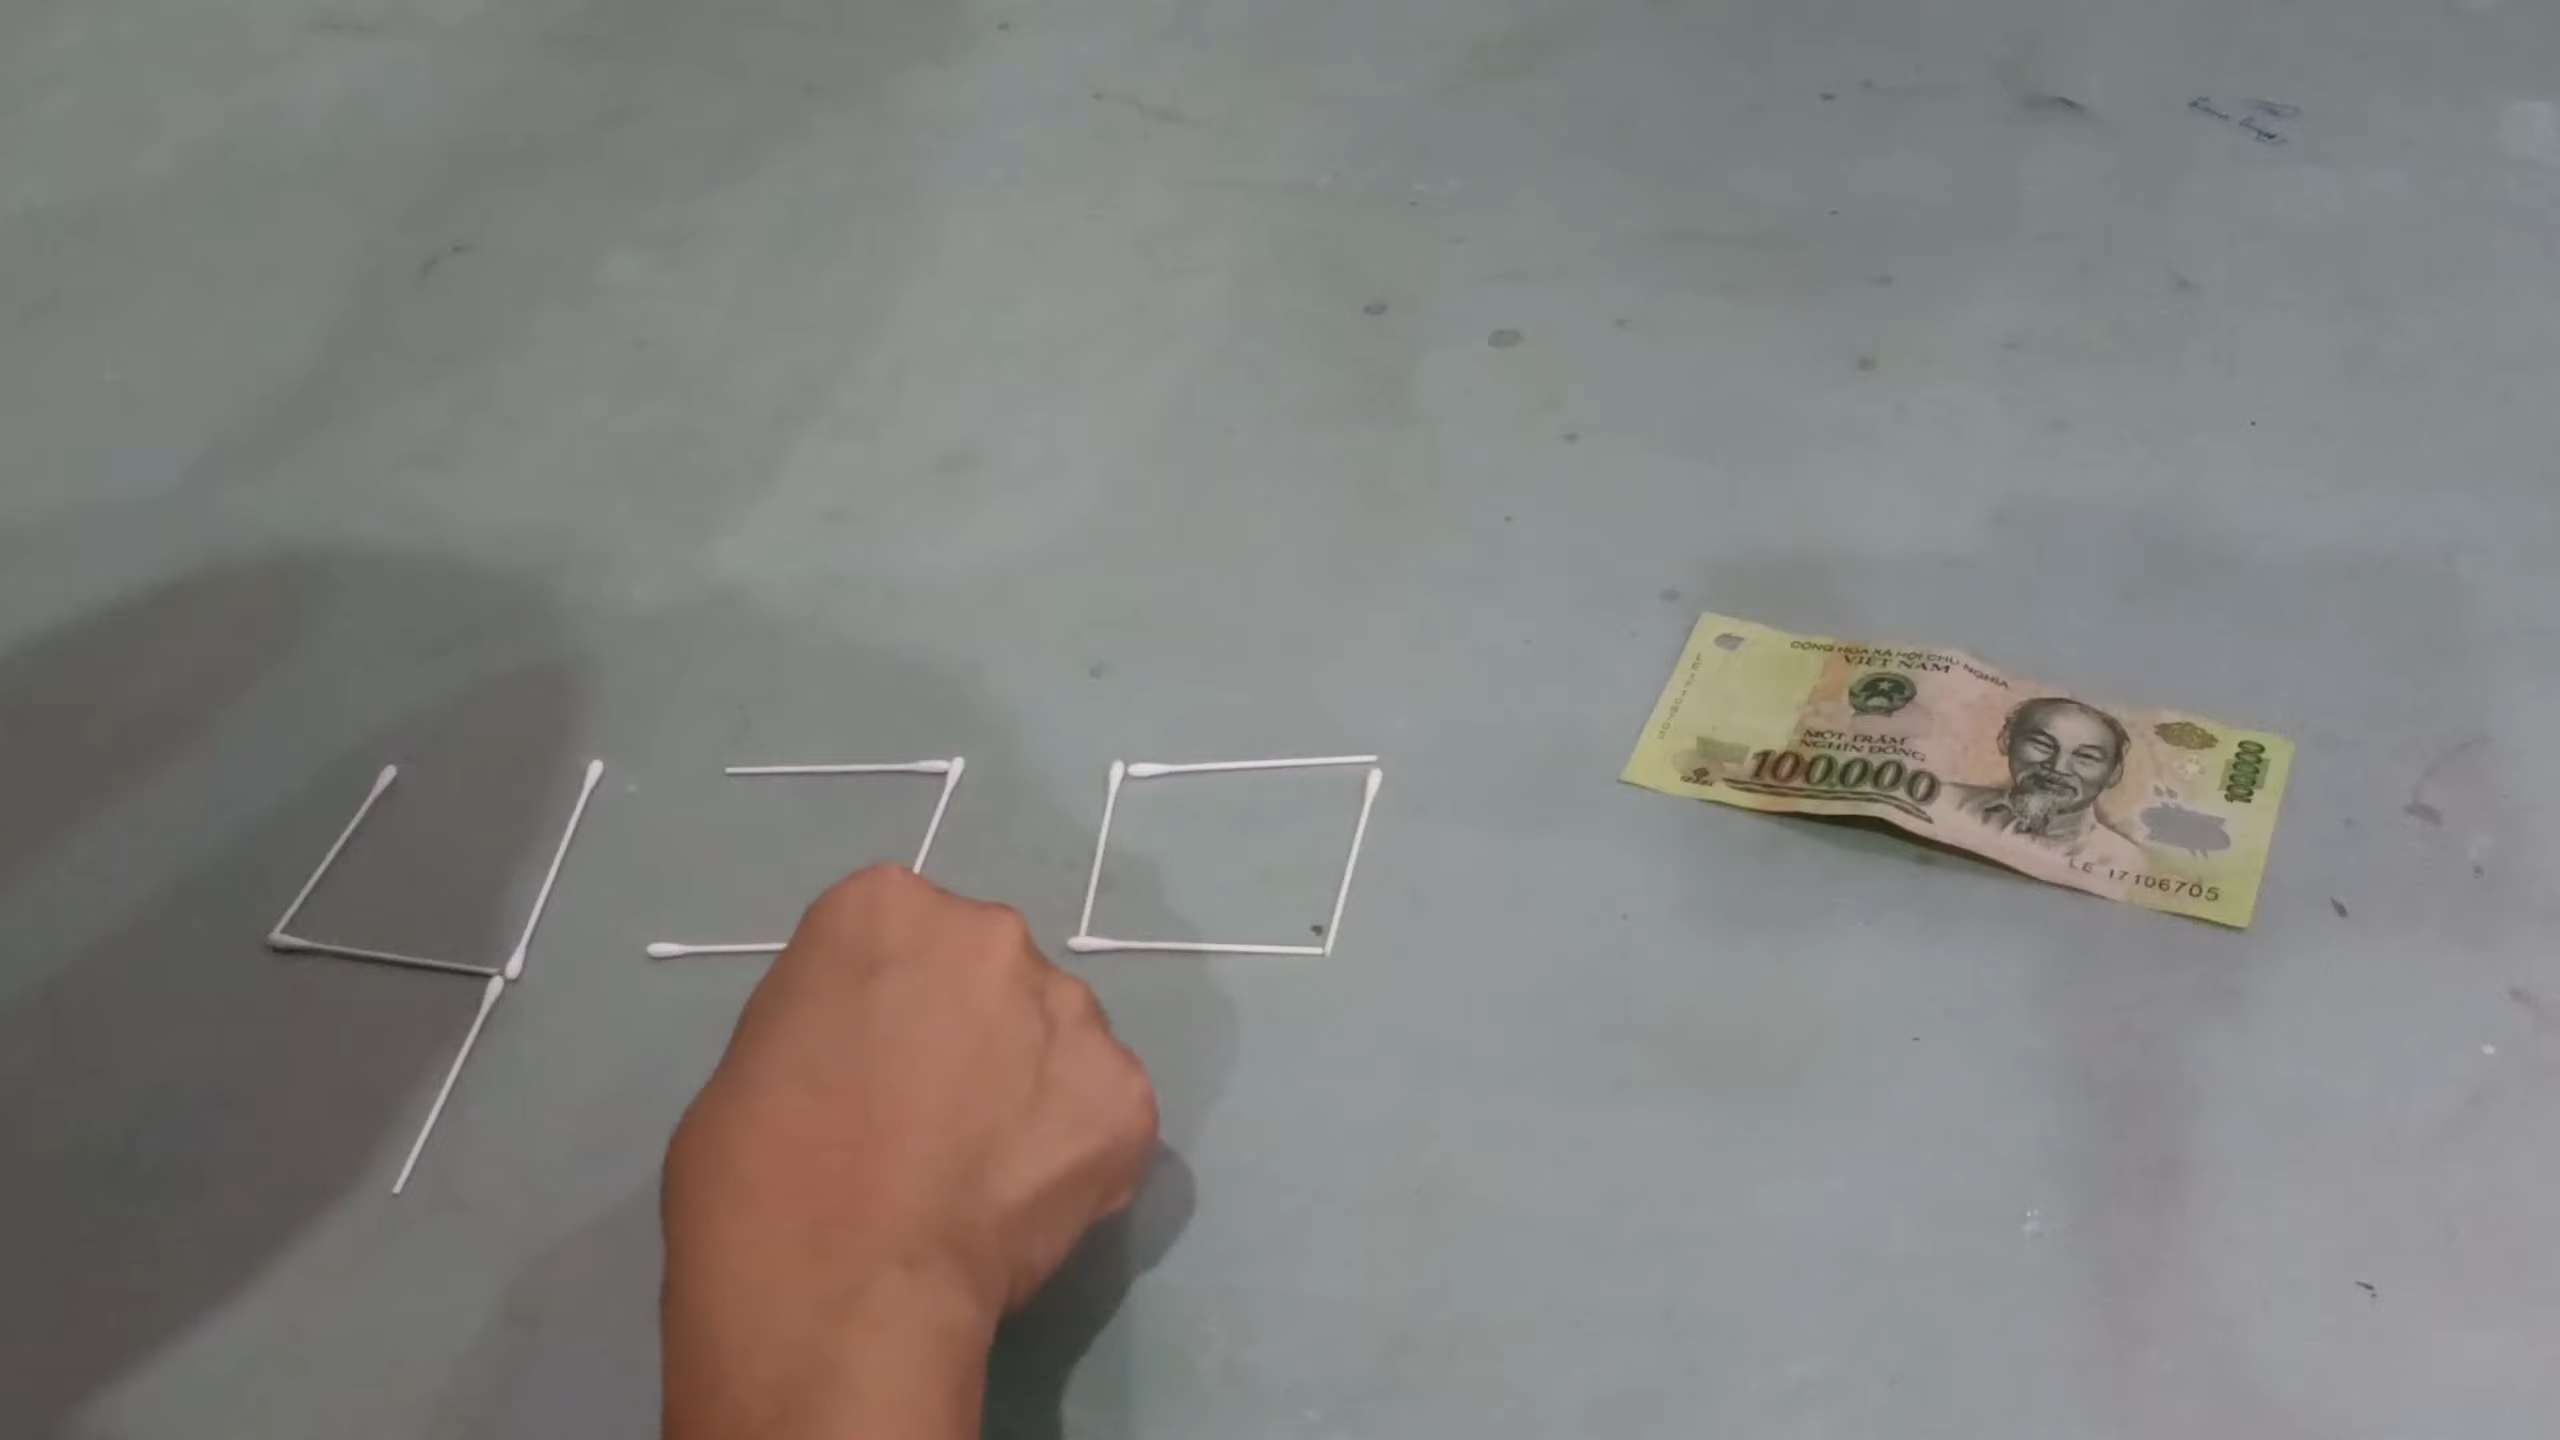 CỘNG HÒA XÃ HỘI CHỦ NGHĨA
VIỆT NAM
MỘT TRĂM
NGHÌN ĐỒNG
100000
100000
LE 17106705